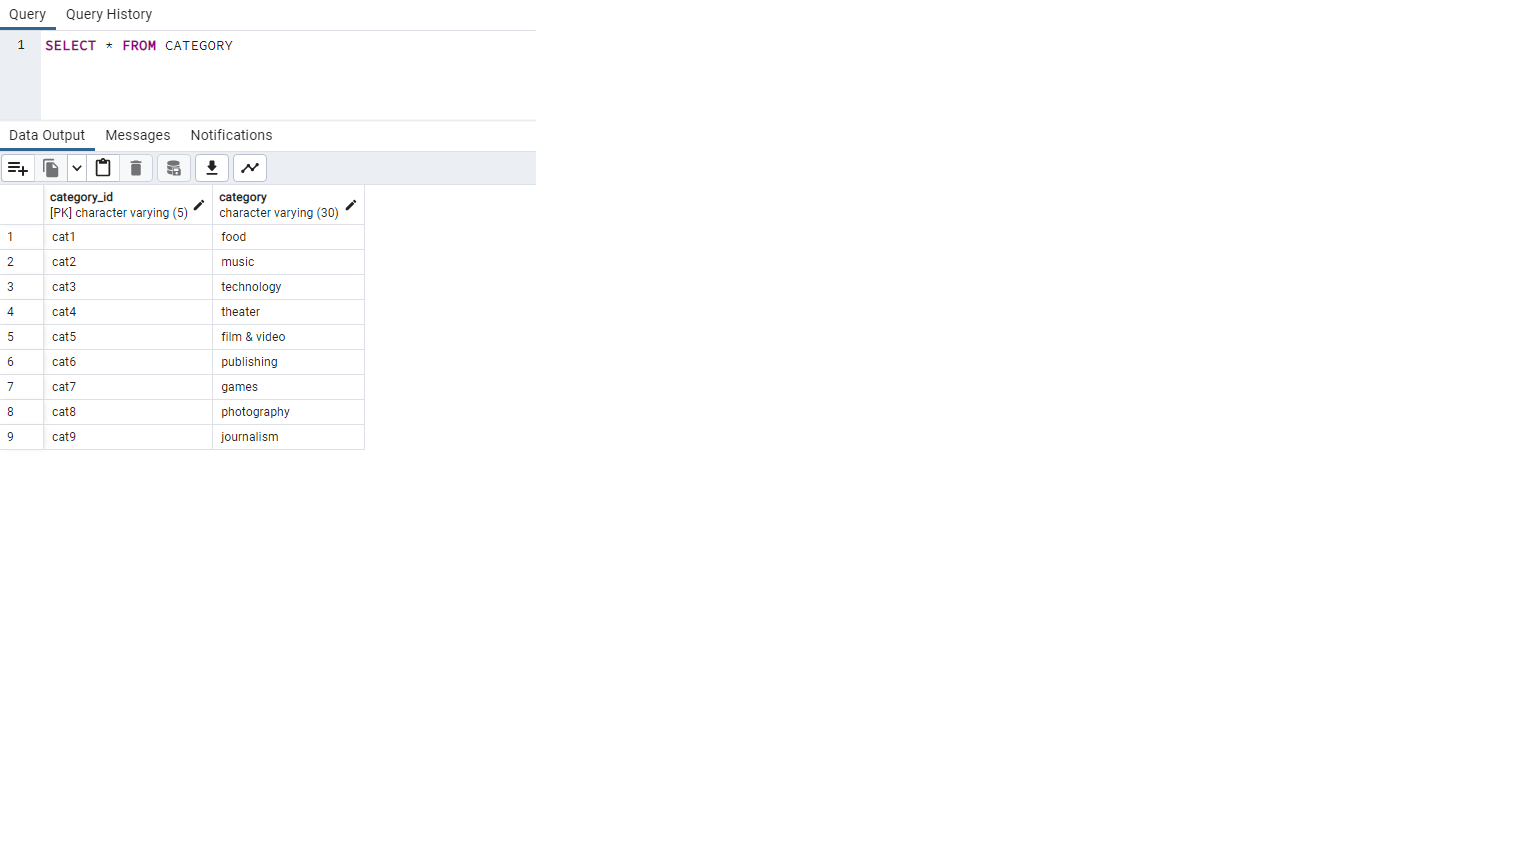 Query Query History
1 SELECT * FROM CATEGORY
Data Output Messages Notifications
category_id category
[PK] character varying (5) character varying (30)
1 cat1 food
2 cat2 music
3 cat3 technology
4 cat4 theater
5 cat5 film & video
6 cat6 publishing
7 cat7 games
8 cat8 photography
9 cat9 journalism